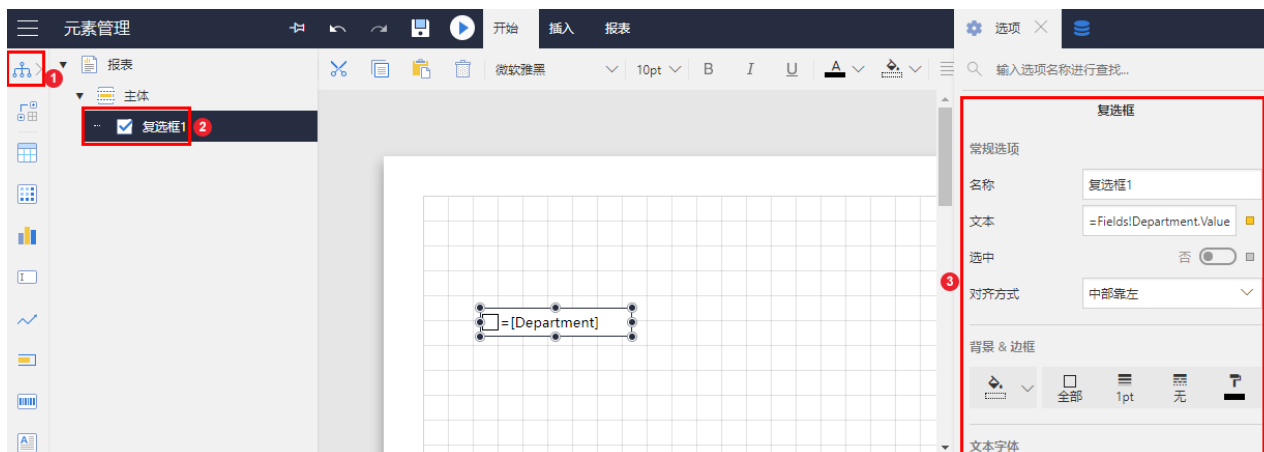 元素管理
开始
插入
报表
选项
1
报表
微软雅黑
10pt
B
I
U
A
输入选项名称进行查找...
主体
复选框1
2
复选框
常规选项
名称
复选框1
文本
=Fields!Department.Value
选中
否
3
对齐方式
中部靠左
=[Department]
背景 & 边框
全部
1pt
无
文本字体